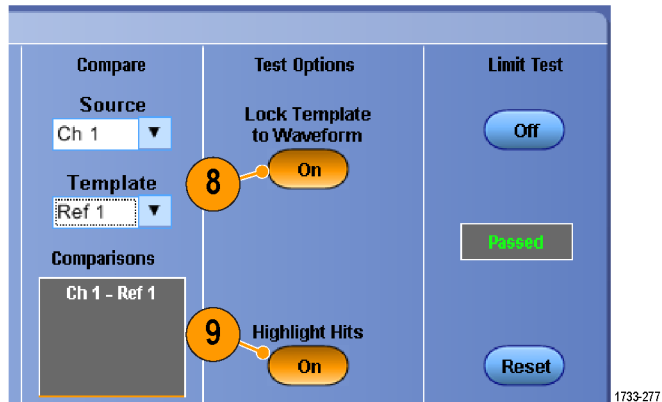 Compare
Source
Ch 1
Template
Ref 1
Comparisons
Ch 1 - Ref 1
Test Options
Lock Template
to Waveform
8
On
9
Highlight Hits
On
Limit Test
Off
Passed
Reset
1733-277